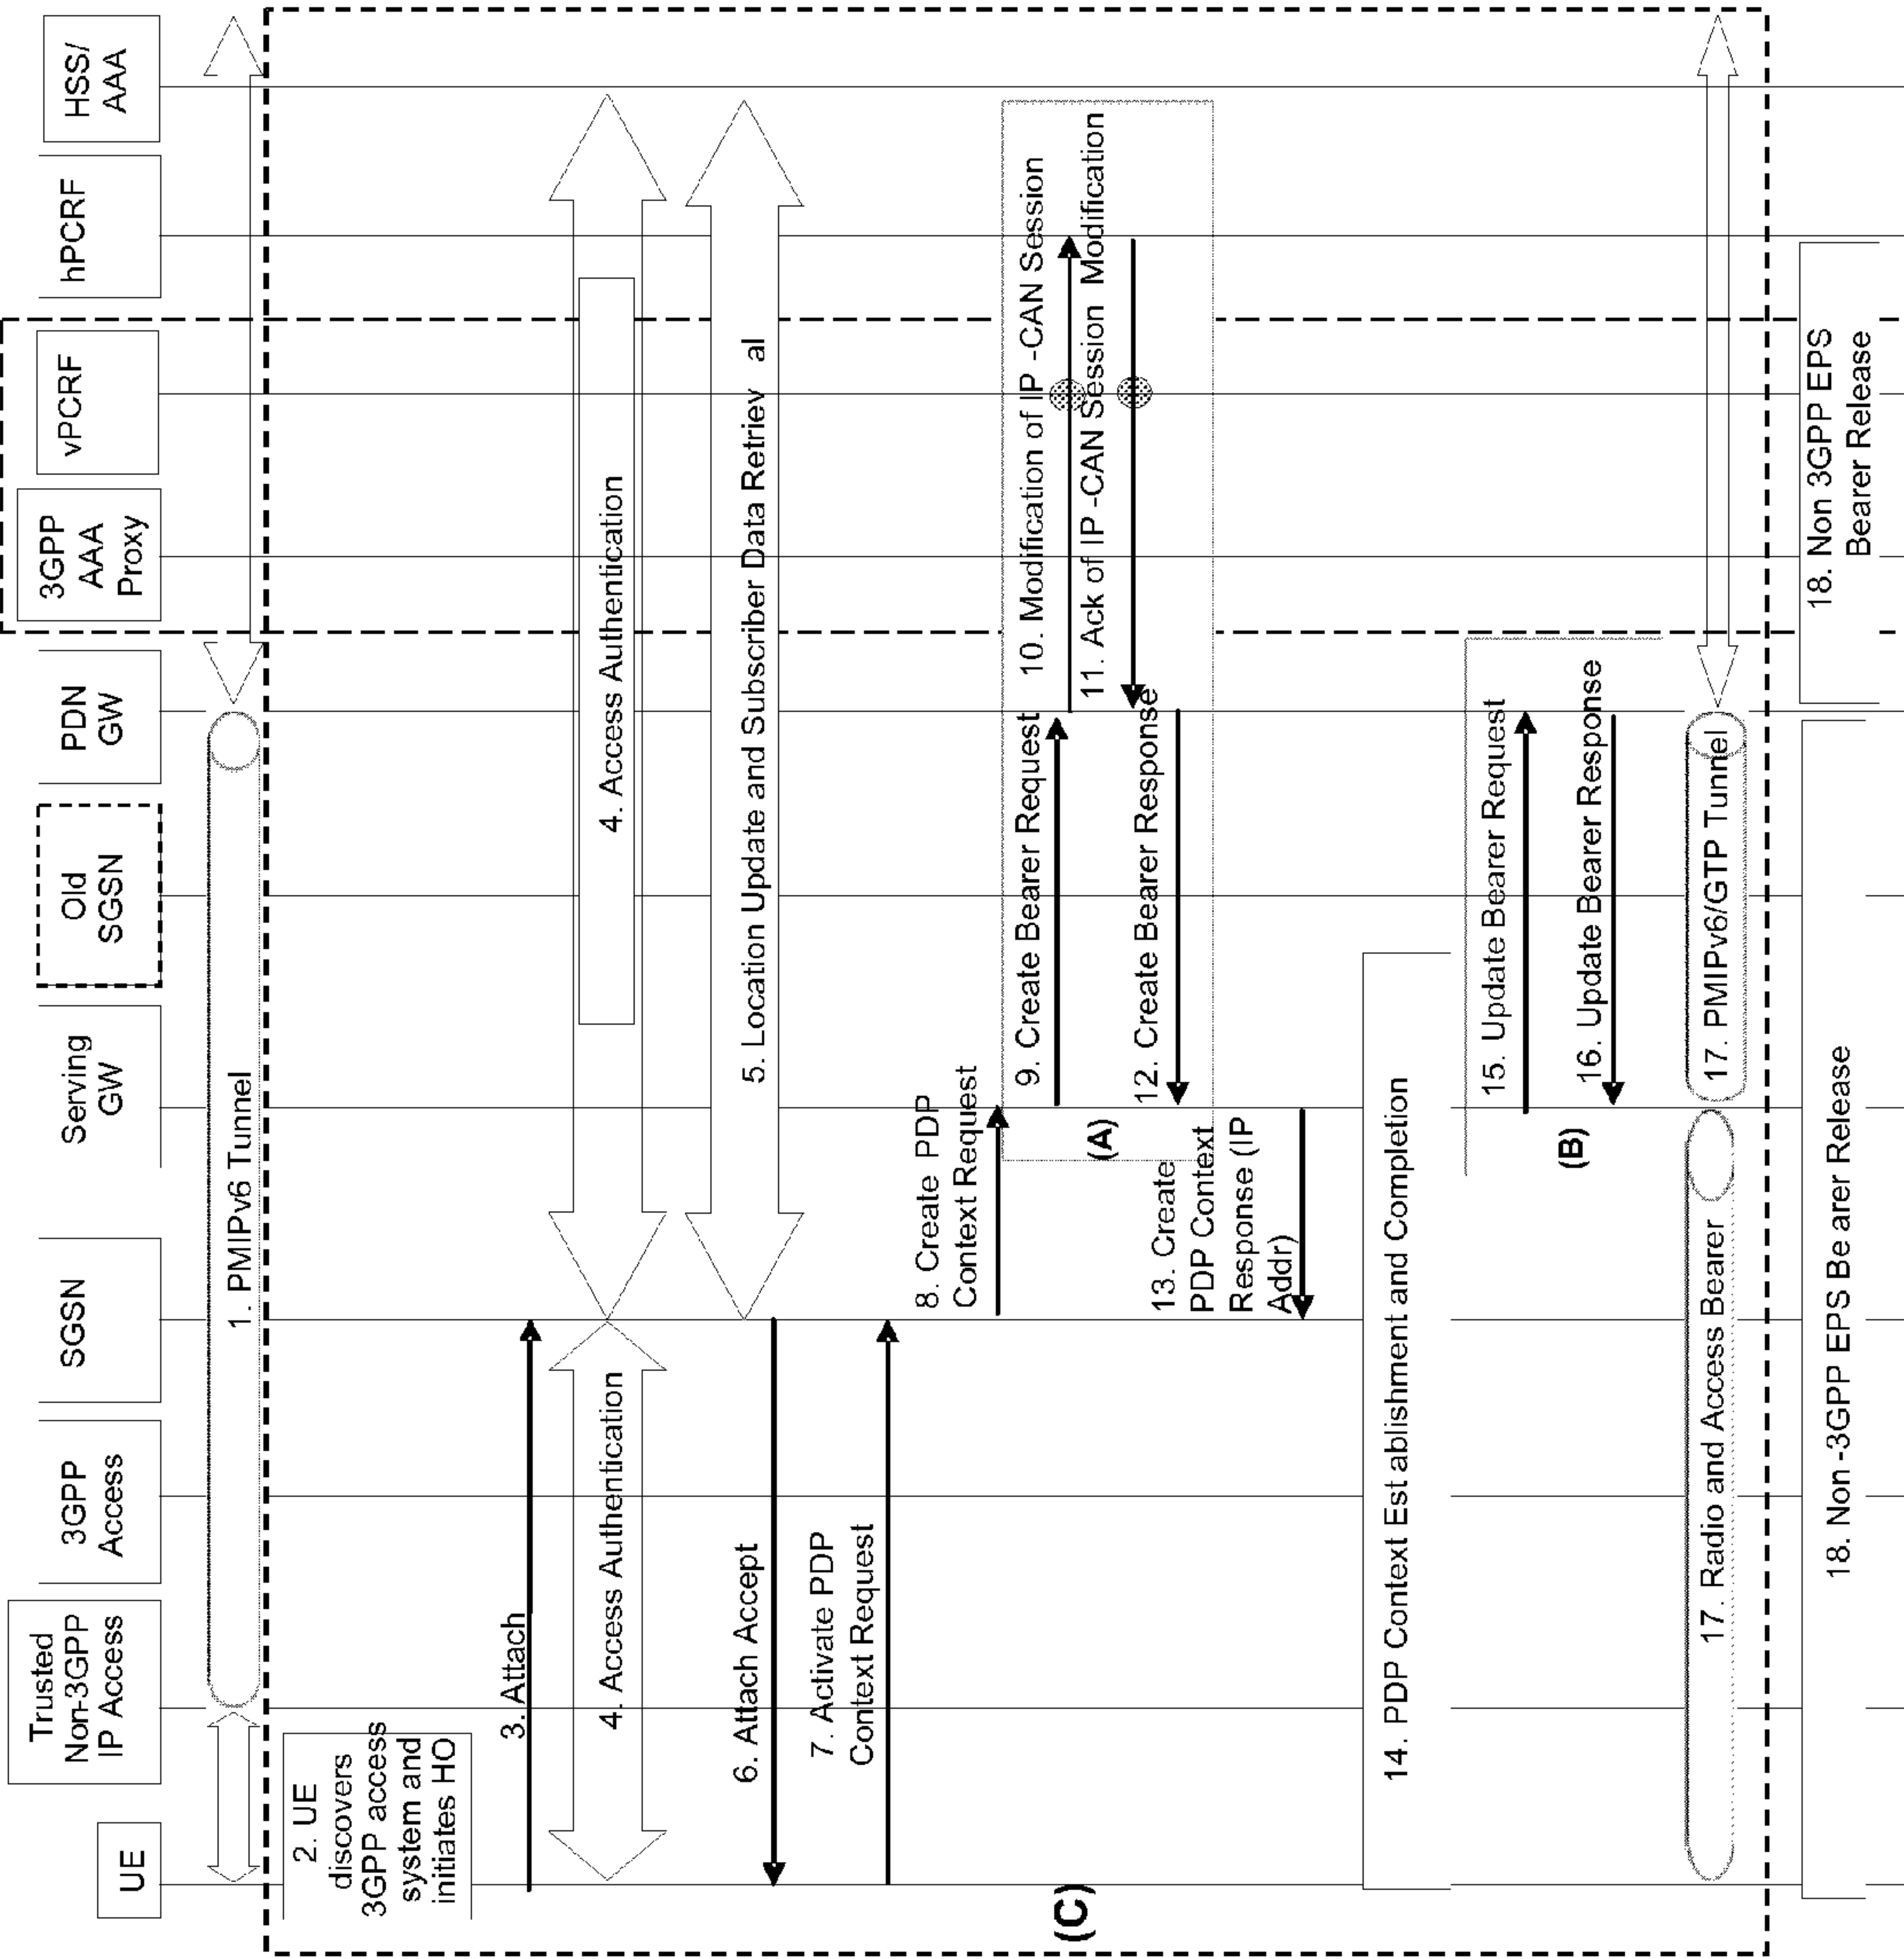 UE
Trusted
Non-3GPP
IP Access
3GPP
Access
SGSN
Serving
GW
Old
SGSN
PDN
GW
3GPP
AAA
Proxy
vPCRF
hPCRF
HSS/
AAA
1. PMIPv6 Tunnel
2. UE
discovers
3GPP access
system and
initiates HO
3. Attach
4. Access Authentication
4. Access Authentication
5. Location Update and Subscriber Data Retriev al
6. Attach Accept
7. Activate PDP
Context Request
8. Create PDP
Context Request
9. Create Bearer Request
10. Modification of IP -CAN Session
11. Ack of IP -CAN Session Modification
12. Create Bearer Response
(A)
13. Create
PDP Context
Response (IP
Addr)
(C)
14. PDP Context Est ablishment and Completion
15. Update Bearer Request
16. Update Bearer Response
(B)
17. Radio and Access Bearer
17. PMIPv6/GTP Tunnel
18. Non -3GPP EPS Be arer Release
18. Non 3GPP EPS
Bearer Release